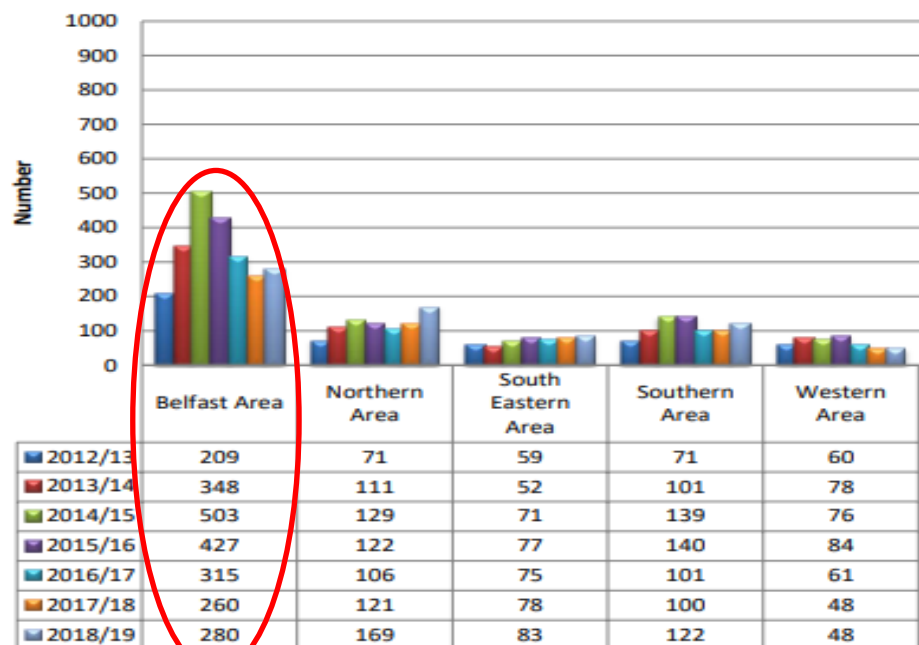 1000
900
800
700
600
500
400
300
200
100
0
Number
Belfast Area
Northern
Area
South
Eastern
Area
Southern
Area
Western
Area
2012/13 209 71 59 71 60
2013/14 348 111 52 101 78
2014/15 503 129 71 139 76
2015/16 427 122 77 140 84
2016/17 315 106 75 101 61
2017/18 260 121 78 100 48
2018/19 280 169 83 122 48